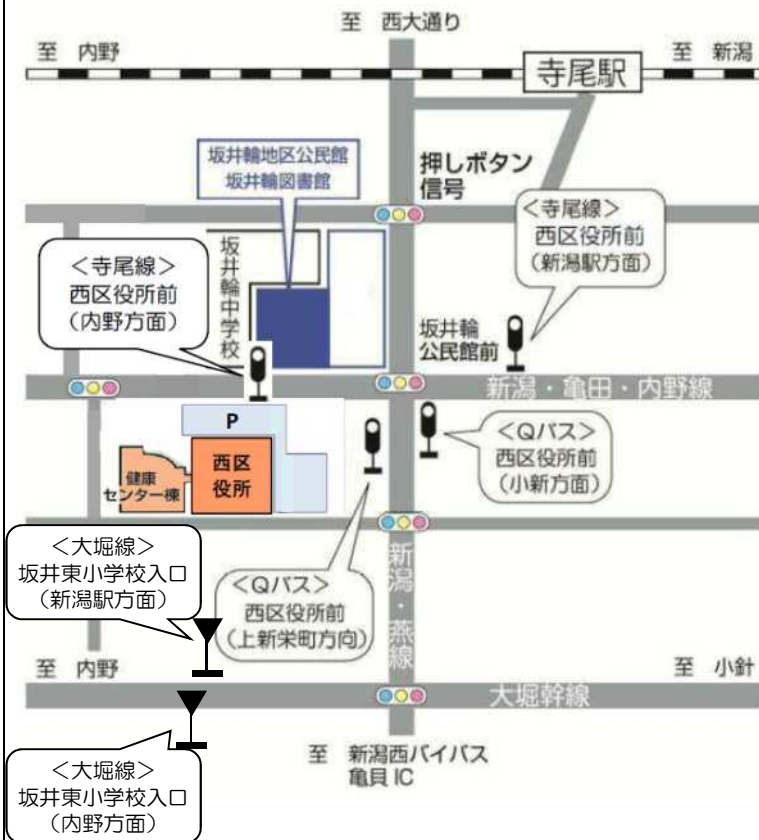 至 西大通り
至 内野
至 新潟
寺尾駅
坂井輪地区公民館
坂井輪図書館
押しボタン
信号
＜寺尾線＞
西区役所前
（新潟駅方面）
＜寺尾線＞
西区役所前
（内野方面）
坂井輪中学校
坂井輪
公民館前
新潟・亀田・内野線
P
西区
役所
健康
センター棟
＜Qバス＞
西区役所前
（小新方面）
＜大堀線＞
坂井東小学校入口
（新潟駅方面）
＜Qバス＞
西区役所前
（上新栄町方向）
新潟・燕線
至 内野
至 小針
大堀幹線
至 新潟西バイパス
亀貝 IC
＜大堀線＞
坂井東小学校入口
（内野方面）